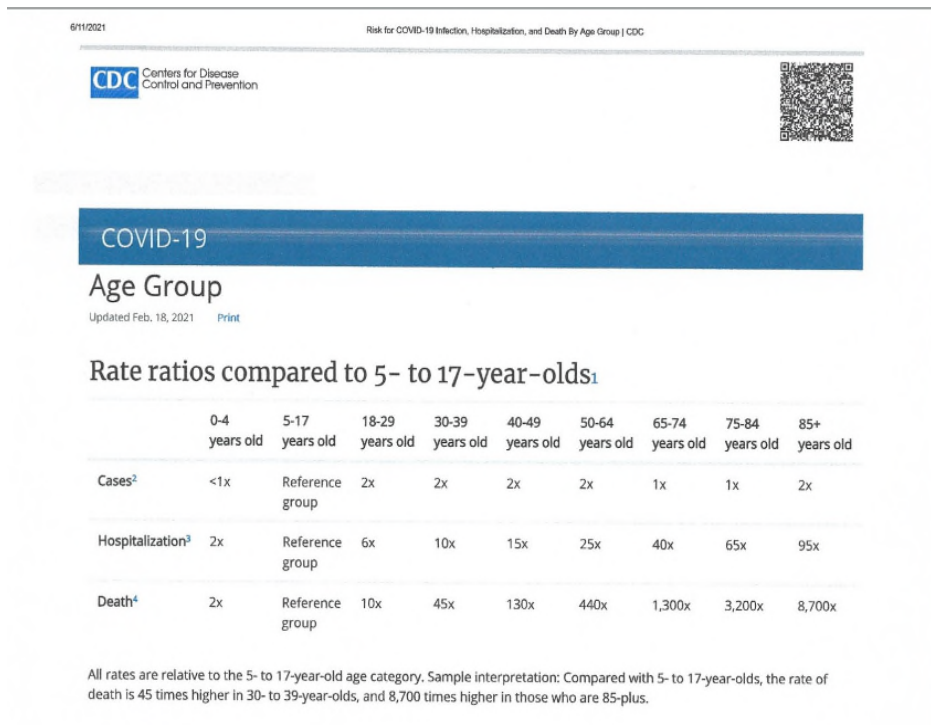 6/11/2021
Risk for COVID-19 Infection, Hospitalization, and Death By Age Group | CDC
CDC Centers for Disease
Control and Prevention
COVID-19
Age Group
Updated Feb. 18, 2021 Print
Rate ratios compared to 5- to 17-year-olds1
0-4 5-17 18-29 30-39 40-49 50-64 65-74 75-84 85+
years old years old years old years old years old years old years old years old years old
Cases2 <1x Reference 2x 2x 2x 2x 1x 1x 2x
group
Hospitalization3 2x Reference 6x 10x 15x 25x 40x 65x 95x
group
Death4 2x Reference 10x 45x 130x 440x 1,300x 3,200x 8,700x
group
All rates are relative to the 5- to 17-year-old age category. Sample interpretation: Compared with 5- to 17-year-olds, the rate of
death is 45 times higher in 30- to 39-year-olds, and 8,700 times higher in those who are 85-plus.